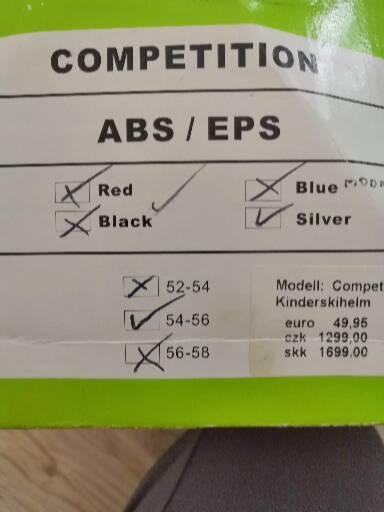 COMPETITION
ABS / EPS
Red
Blue MODR
Black
Silver
52-54
54-56
56-58
Modell: Compet
Kinderskihelm
euro 49,95
czk 1299,00
skk 1699,00